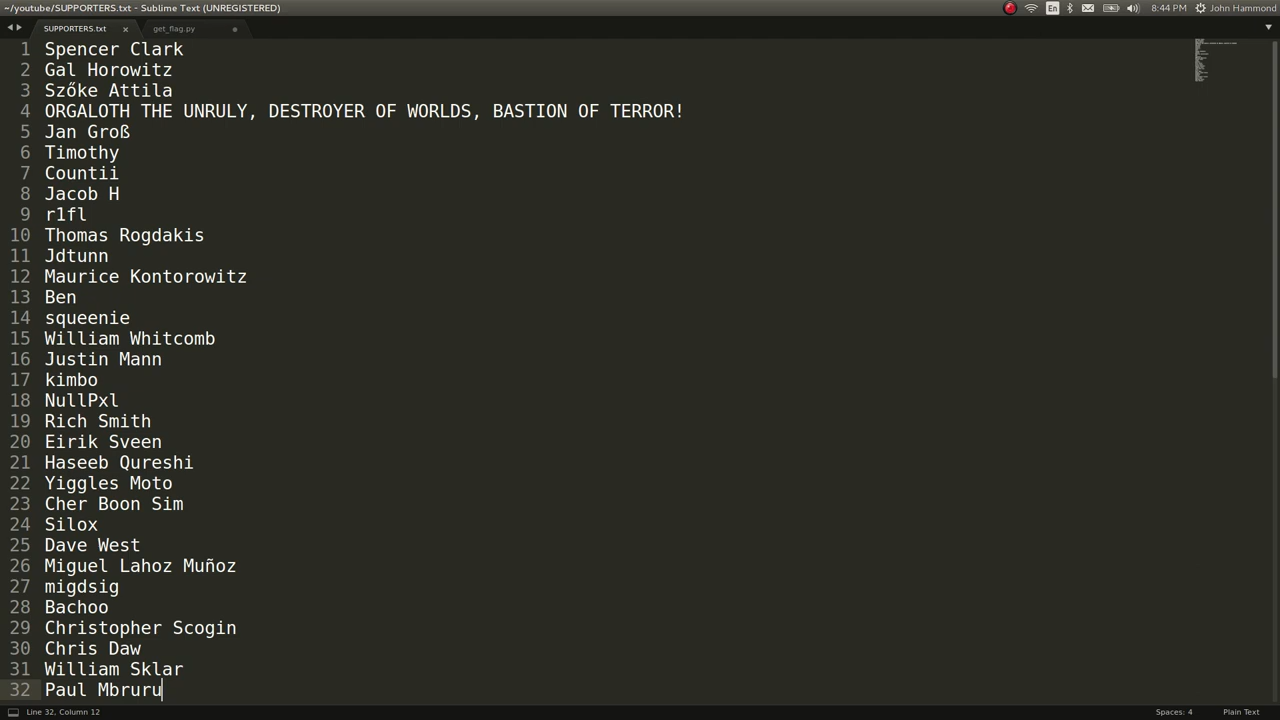 ~/youtube/SUPPORTERS.txt - Sublime Text (UNREGISTERED) En 8:44 PM John Hammond
SUPPORTERS.txt × get_flag.py
1 Spencer Clark
2 Gal Horowitz
3 Szőke Attila
4 ORGALOTH THE UNRULY, DESTROYER OF WORLDS, BASTION OF TERROR!
5 Jan Groß
6 Timothy
7 Countii
8 Jacob H
9 r1fl
10 Thomas Rogdakis
11 Jdtunn
12 Maurice Kontorowitz
13 Ben
14 squeenie
15 William Whitcomb
16 Justin Mann
17 kimbo
18 NullPxl
19 Rich Smith
20 Eirik Sveen
21 Haseeb Qureshi
22 Yiggles Moto
23 Cher Boon Sim
24 Silox
25 Dave West
26 Miguel Lahoz Muñoz
27 migdsig
28 Bachoo
29 Christopher Scogin
30 Chris Daw
31 William Sklar
32 Paul Mbruru
Line 32, Column 12 Spaces: 4 Plain Text